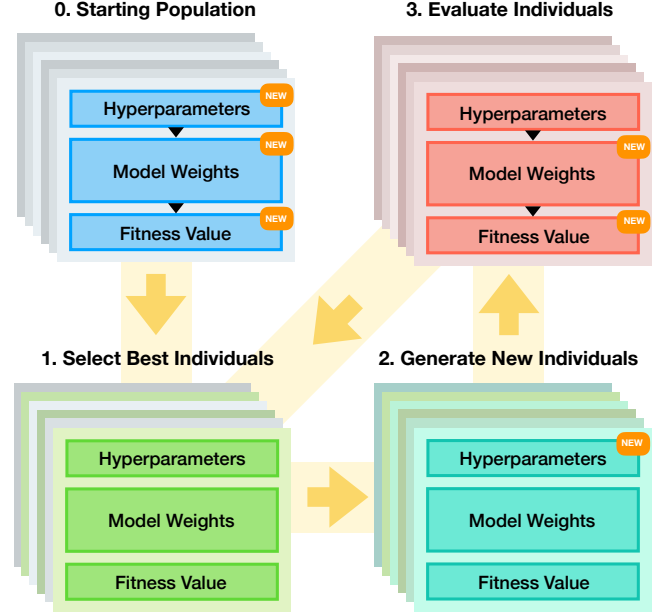 0. Starting Population
NEW
Hyperparameters
NEW
Model Weights
NEW
Fitness Value
3. Evaluate Individuals
Hyperparameters
NEW
Model Weights
NEW
Fitness Value
1. Select Best Individuals
Hyperparameters
Model Weights
Fitness Value
2. Generate New Individuals
NEW
Hyperparameters
Model Weights
Fitness Value